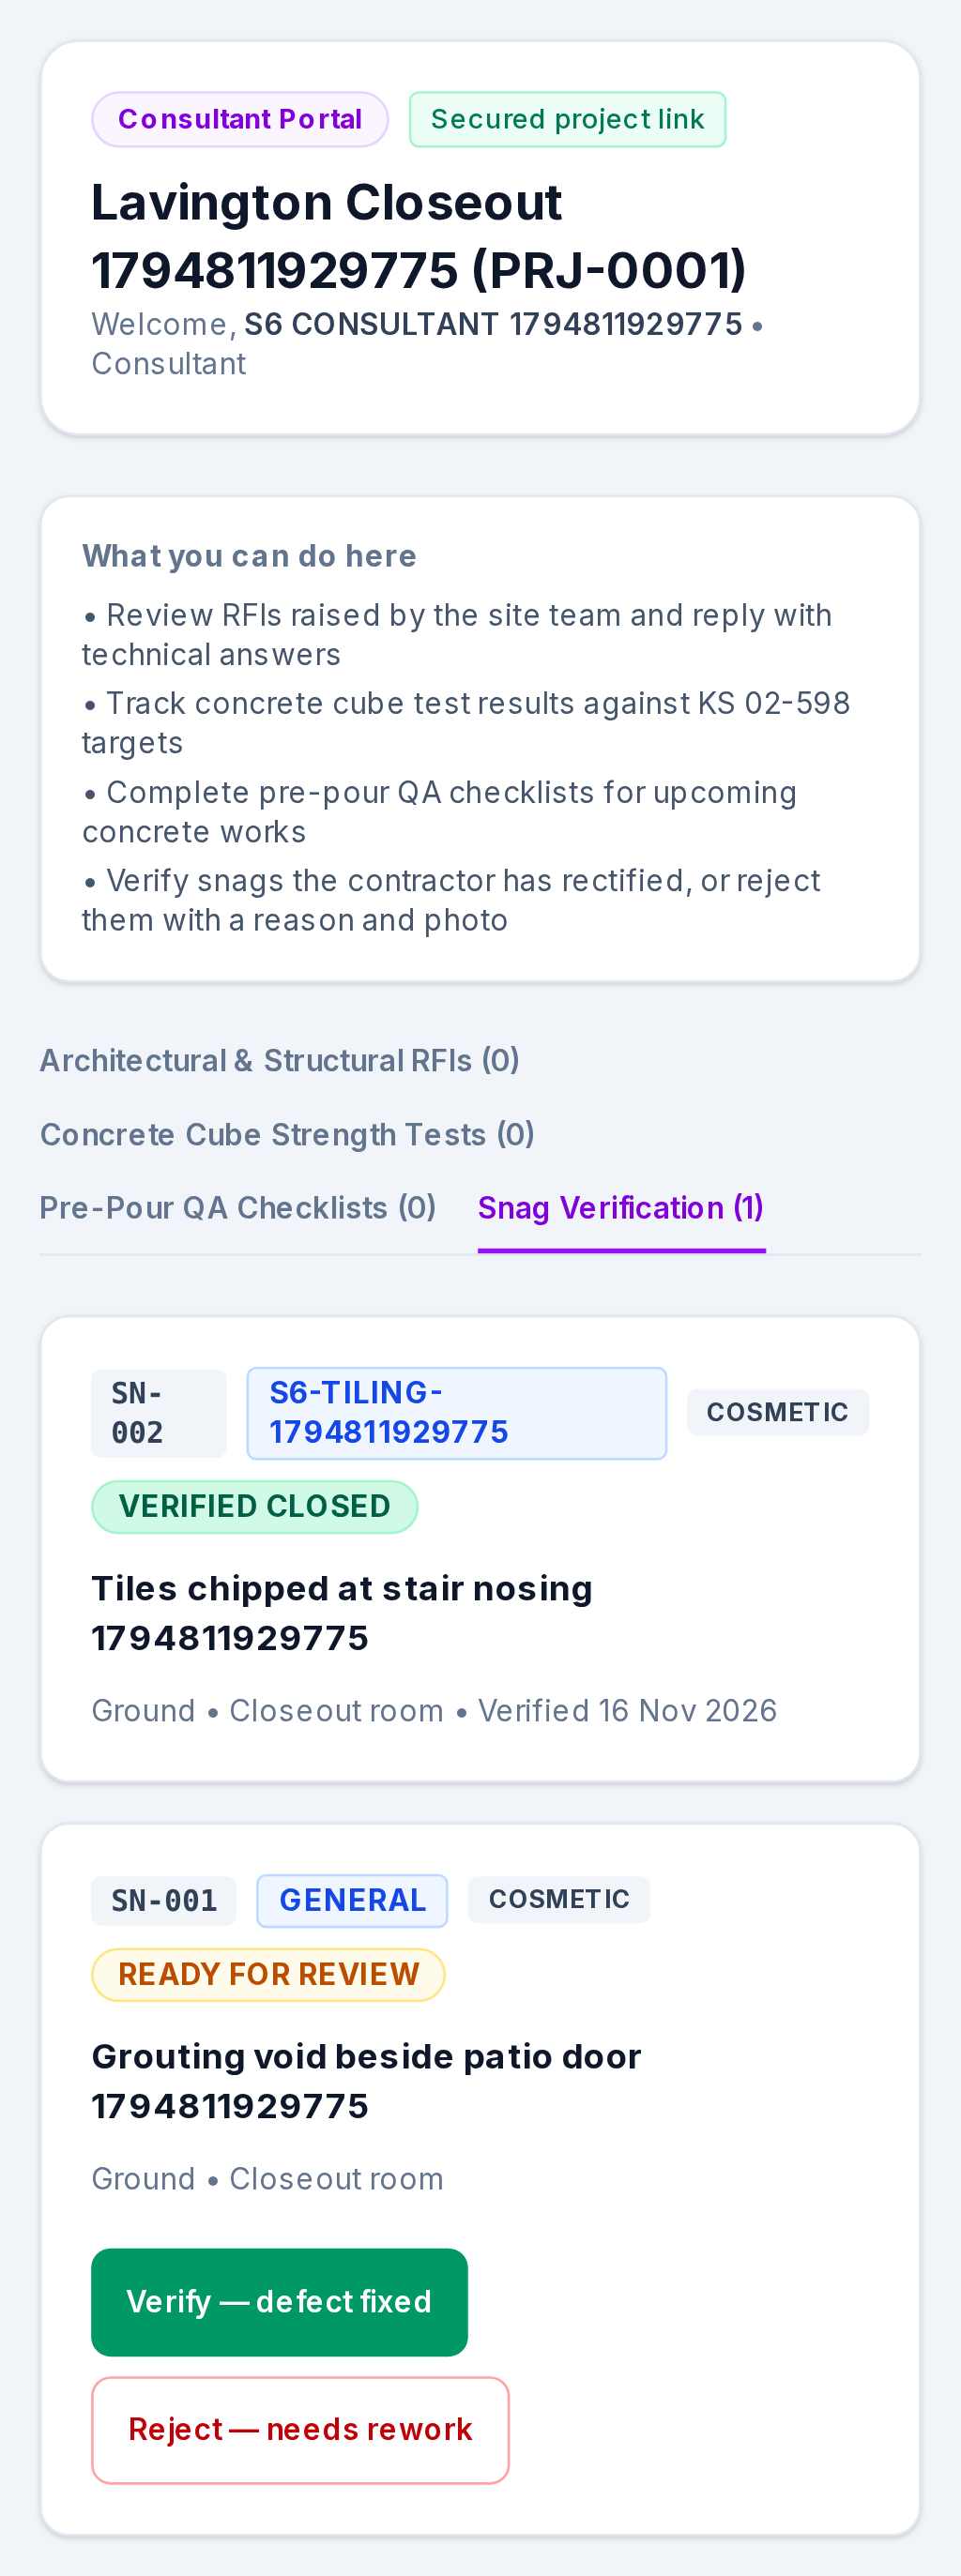 Consultant Portal
Secured project link
Lavington Closeout
1794811929775 (PRJ-0001)
Welcome, S6 CONSULTANT 1794811929775 •
Consultant
What you can do here
• Review RFIs raised by the site team and reply with
technical answers
• Track concrete cube test results against KS 02-598
targets
• Complete pre-pour QA checklists for upcoming
concrete works
• Verify snags the contractor has rectified, or reject
them with a reason and photo
Architectural & Structural RFIs (0)
Concrete Cube Strength Tests (0)
Pre-Pour QA Checklists (0)
Snag Verification (1)
SN-
002
S6-TILING-
1794811929775
COSMETIC
VERIFIED CLOSED
Tiles chipped at stair nosing
1794811929775
Ground • Closeout room • Verified 16 Nov 2026
SN-001
GENERAL
COSMETIC
READY FOR REVIEW
Grouting void beside patio door
1794811929775
Ground • Closeout room
Verify — defect fixed
Reject — needs rework